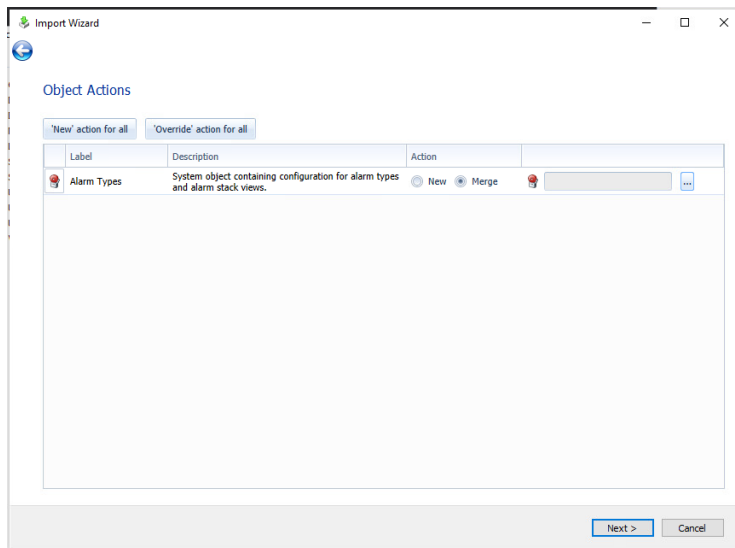 Import Wizard
Object Actions
'New' action for all 'Override' action for all
Label Description Action
Alarm Types System object containing configuration for alarm types and alarm stack views. New Merge ...
Next > Cancel